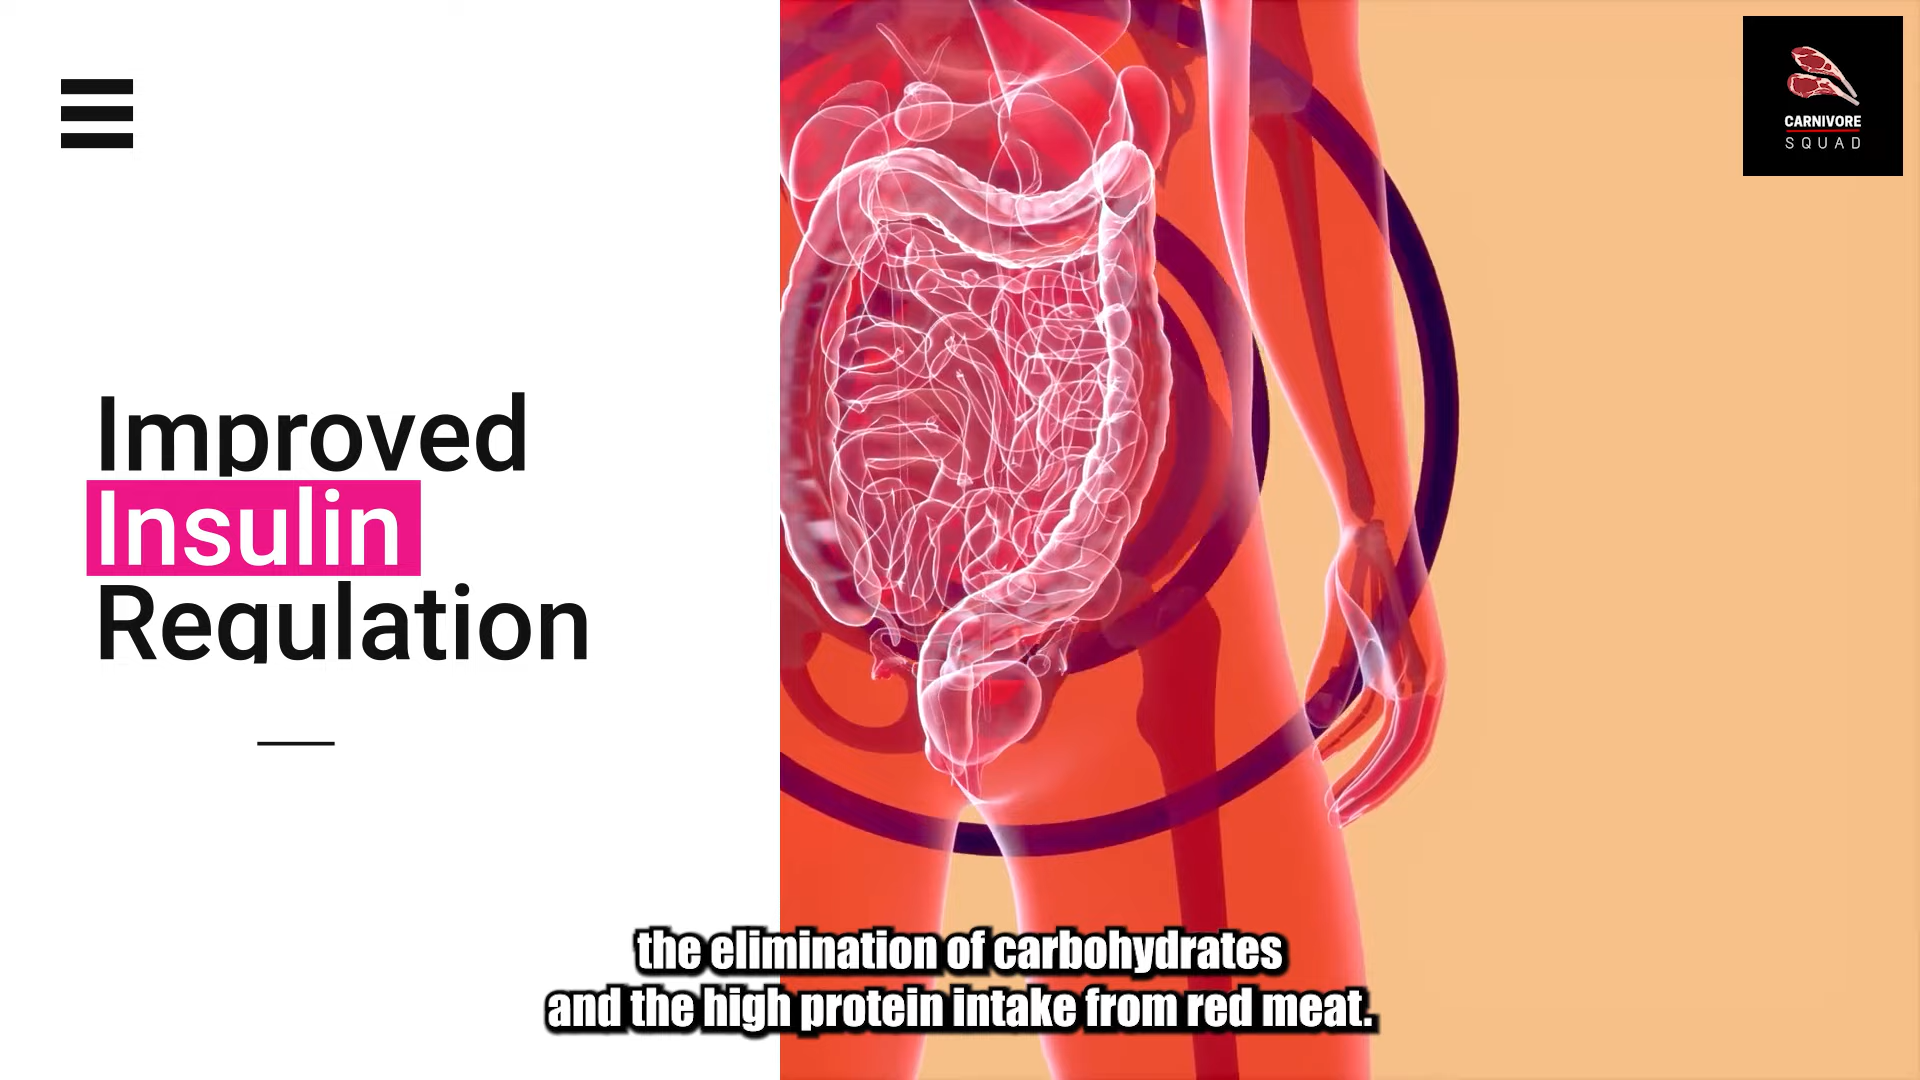 CARNIVORE
SQUAD
Improved
Insulin
Regulation
the elimination of carbohydrates
and the high protein intake from red meat.